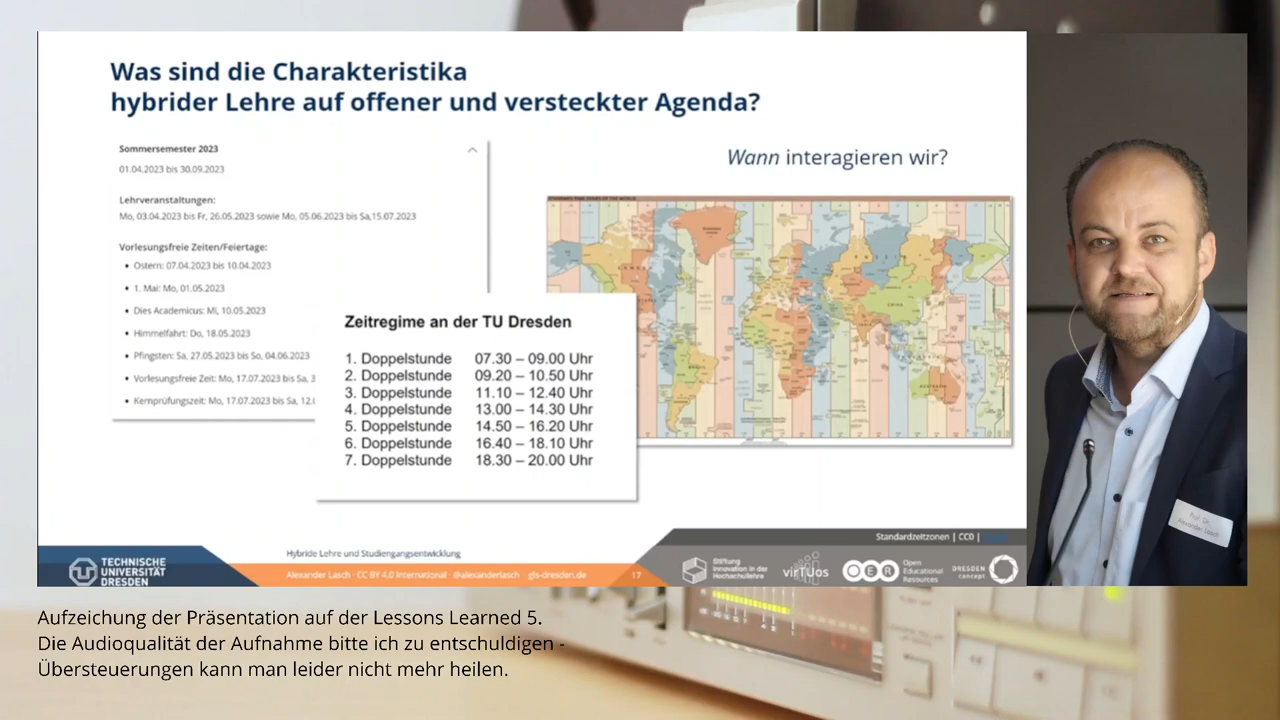 Was sind die Charakteristika
hybrider Lehre auf offener und versteckter Agenda?
Sommersemester 2023
01.04.2023 bis 30.09.2023
Lehrveranstaltungen:
Mo, 03.04.2023 bis Fr, 26.05.2023 sowie Mo, 05.06.2023 bis Sa,15.07.2023
Vorlesungsfreie Zeiten/Feiertage:
• Ostern: 07.04.2023 bis 10.04.2023
• 1. Mai: Mo, 01.05.2023
• Dies Academicus: Mi, 10.05.2023
• Himmelfahrt: Do, 18.05.2023
• Pfingsten: Sa, 27.05.2023 bis So, 04.06.2023
• Vorlesungsfreie Zeit: Mo, 17.07.2023 bis Sa, 3
• Kernprüfungszeit: Mo, 17.07.2023 bis Sa, 12.0
Wann interagieren wir?
Zeitregime an der TU Dresden
1. Doppelstunde 07.30 – 09.00 Uhr
2. Doppelstunde 09.20 – 10.50 Uhr
3. Doppelstunde 11.10 – 12.40 Uhr
4. Doppelstunde 13.00 – 14.30 Uhr
5. Doppelstunde 14.50 – 16.20 Uhr
6. Doppelstunde 16.40 – 18.10 Uhr
7. Doppelstunde 18.30 – 20.00 Uhr
Prof. Dr.
Alexander Lasch
Standardzeitzonen | CC0 |
TECHNISCHE
UNIVERSITÄT
DRESDEN
Hybride Lehre und Studiengangsentwicklung
Alexander Lasch · CC BY 4.0 International · @alexanderlasch gls-dresden.de
17
Stiftung
Innovation in der
Hochschullehre
virtUos
OER
Open
Educational
Resources
DRESDEN
concept
Aufzeichung der Präsentation auf der Lessons Learned 5.
Die Audioqualität der Aufnahme bitte ich zu entschuldigen -
Übersteuerungen kann man leider nicht mehr heilen.